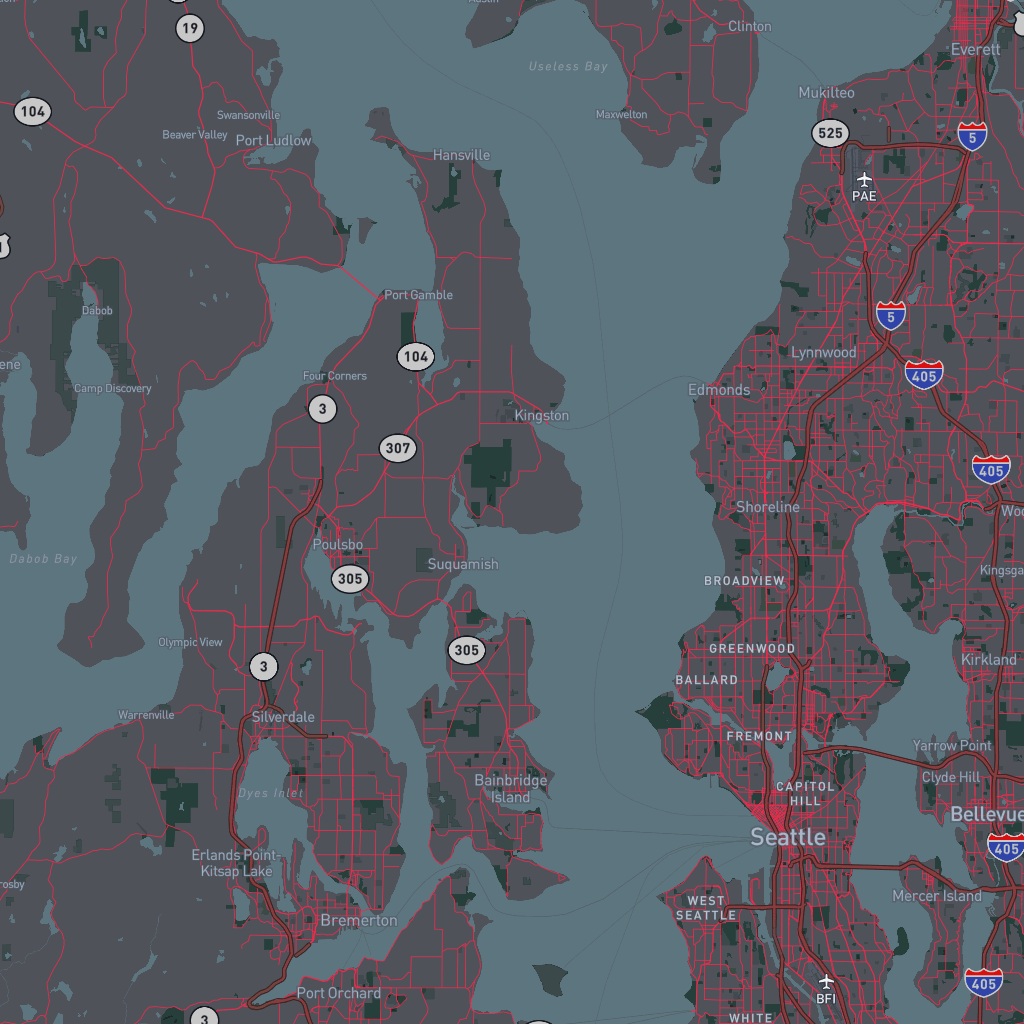 Clinton
19
Everett
Useless Bay
Mukilteo
104
Swansonville
Maxwelton
Beaver Valley
Port Ludlow
525
5
Hansville
PAE
Port Gamble
Dabob
5
Lynnwood
104
Four Corners
405
Camp Discovery
Edmonds
3
Kingston
307
405
Shoreline
Poulsbo
Dabob Bay
Suquamish
305
BROADVIEW
Olympic View
GREENWOOD
305
Kirkland
3
BALLARD
Warrenville
Silverdale
FREMONT
Yarrow Point
Clyde Hill
Bainbridge
Island
CAPITOL
HILL
Dyes Inlet
Bellevue
Seattle
405
Erlands Point-
Kitsap Lake
Mercer Island
WEST
SEATTLE
Bremerton
405
BFI
Port Orchard
3
WHITE